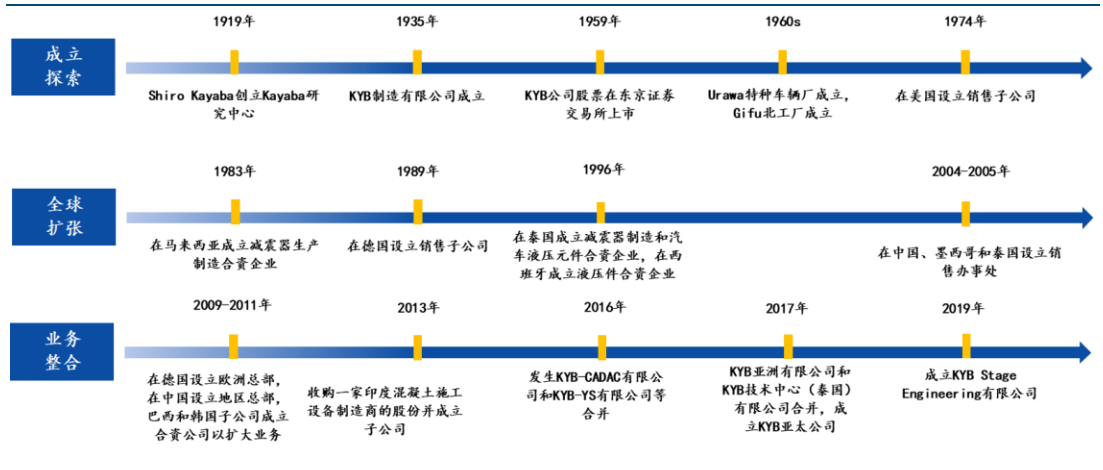 1919年
1935年
1959年
1960s
1974年
成立
探索
Shiro Kayaba创立Kayaba研
究中心
KYB制造有限公司成立
KYB公司股票在东京证券
交易所上市
Urawa特种车辆厂成立，
Gifu北工厂成立
在美国设立销售子公司
1983年
1989年
1996年
2004-2005年
全球
扩张
在马来西亚成立减震器生产
制造合资企业
在德国设立销售子公司
在泰国成立减震器制造和汽
车液压元件合资企业，在西
班牙成立液压件合资企业
在中国、墨西哥和泰国设立销
售办事处
2009-2011年
2013年
2016年
2017年
2019年
业务
整合
在德国设立欧洲总部，
在中国设立地区总部，
巴西和韩国子公司成立
合资公司以扩大业务
收购一家印度混凝土施工
设备制造商的股份并成立
子公司
发生KYB-CADAC有限公
司和KYB-YS有限公司等
合并
KYB亚洲有限公司和
KYB技术中心（泰国）
有限公司合并，成
立KYB亚太公司
成立KYB Stage
Engineering有限公司